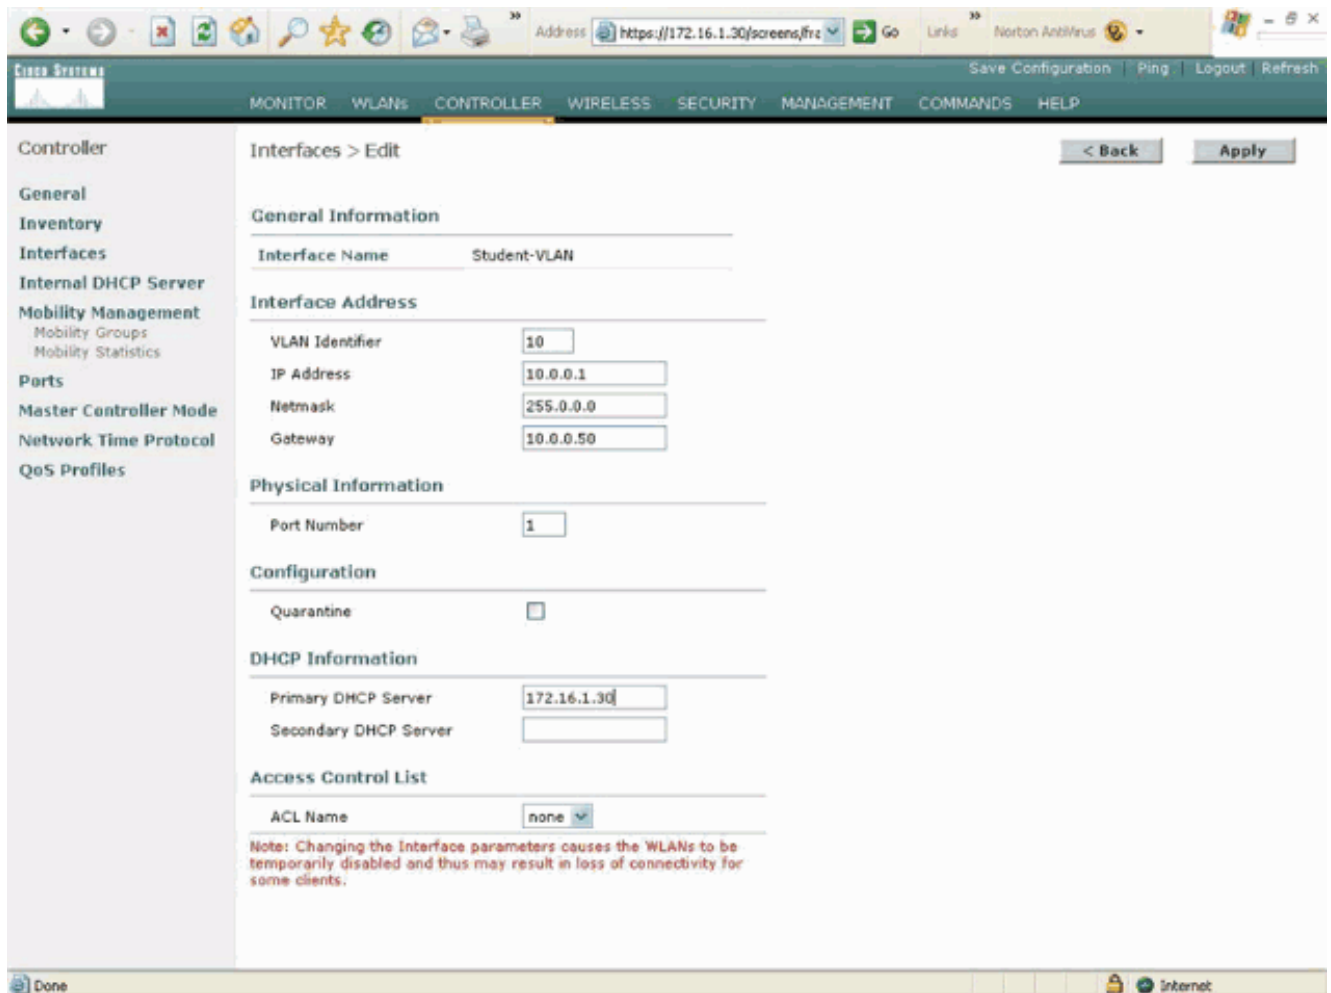 Address https://172.16.1.30/screens/fra Go Links Norton AntiVirus
CISCO SYSTEMS
Save Configuration Ping Logout Refresh
MONITOR WLANs CONTROLLER WIRELESS SECURITY MANAGEMENT COMMANDS HELP
Controller
General
Inventory
Interfaces
Internal DHCP Server
Mobility Management
Mobility Groups
Mobility Statistics
Ports
Master Controller Mode
Network Time Protocol
QoS Profiles
Interfaces > Edit
< Back Apply
General Information
Interface Name Student-VLAN
Interface Address
VLAN Identifier 10
IP Address 10.0.0.1
Netmask 255.0.0.0
Gateway 10.0.0.50
Physical Information
Port Number 1
Configuration
Quarantine
DHCP Information
Primary DHCP Server 172.16.1.30
Secondary DHCP Server
Access Control List
ACL Name none
Note: Changing the Interface parameters causes the WLANs to be
temporarily disabled and thus may result in loss of connectivity for
some clients.
Done Internet